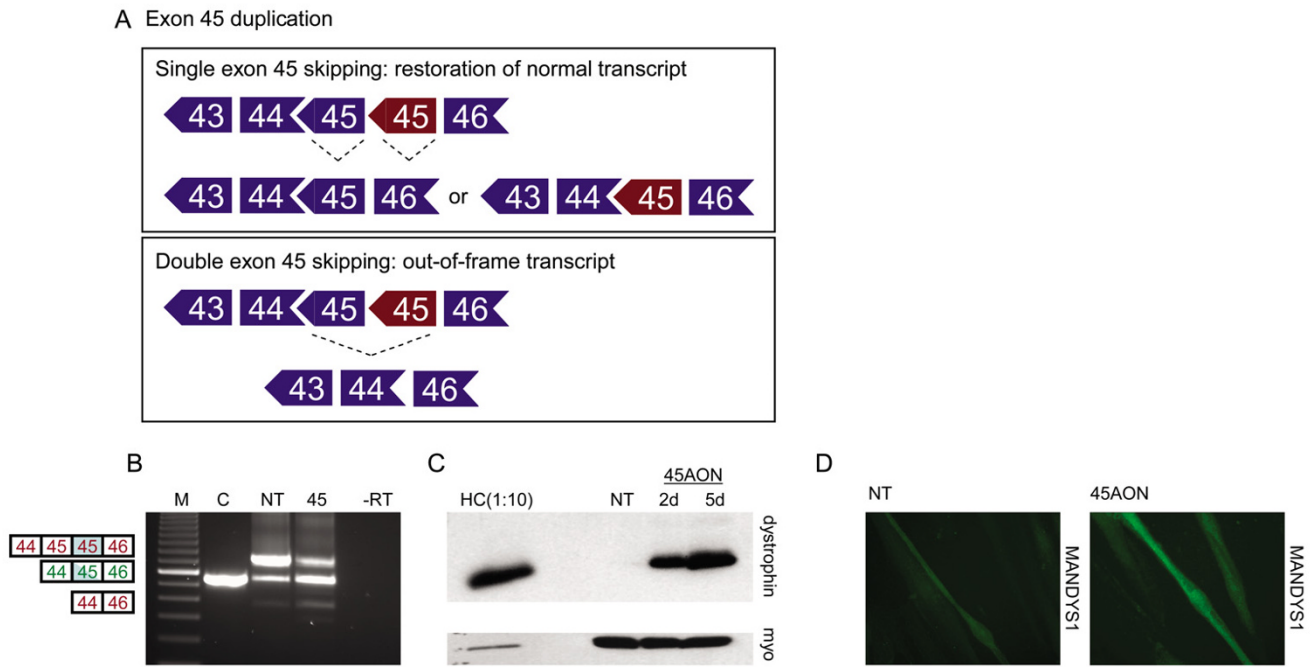 A Exon 45 duplication
Single exon 45 skipping: restoration of normal transcript
43 44 45 45 46
43 44 45 46 or 43 44 45 46
Double exon 45 skipping: out-of-frame transcript
43 44 45 45 46
43 44 46
B
M C NT 45 -RT
44 45 45 46
44 45 46
44 46
C
45AON
HC(1:10) NT 2d 5d
dystrophin
myo
D
NT
MANDYS1
45AON
MANDYS1